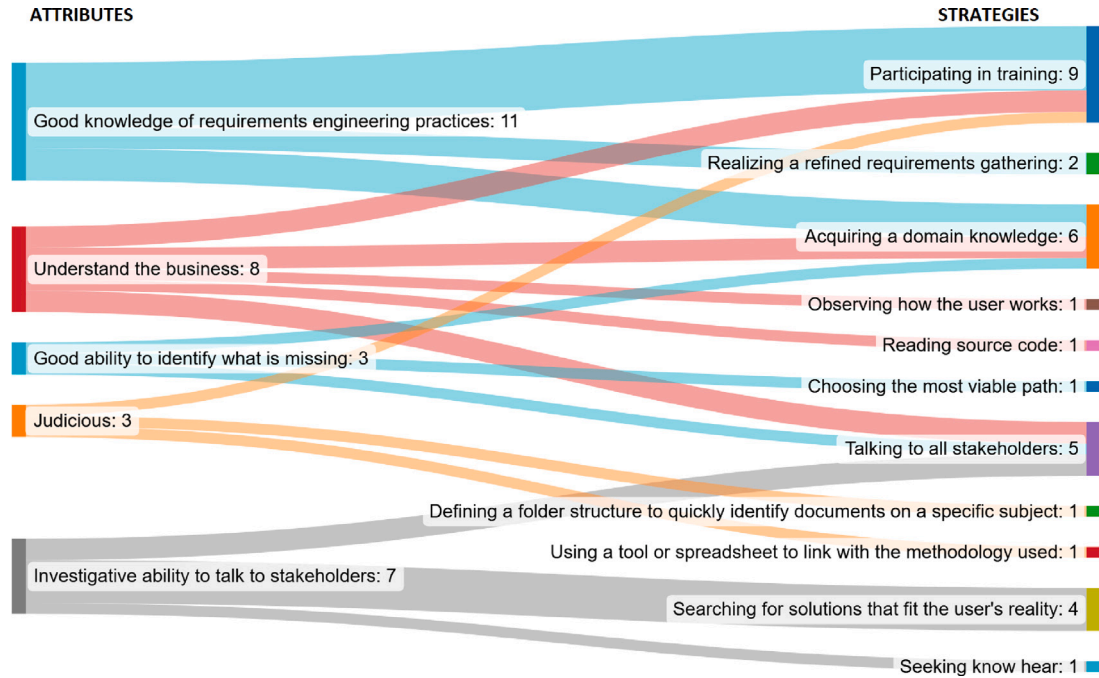 ATTRIBUTES
STRATEGIES
Good knowledge of requirements engineering practices: 11
Understand the business: 8
Good ability to identify what is missing: 3
Judicious: 3
Investigative ability to talk to stakeholders: 7
Participating in training: 9
Realizing a refined requirements gathering: 2
Acquiring a domain knowledge: 6
Observing how the user works: 1
Reading source code: 1
Choosing the most viable path: 1
Talking to all stakeholders: 5
Defining a folder structure to quickly identify documents on a specific subject: 1
Using a tool or spreadsheet to link with the methodology used: 1
Searching for solutions that fit the user's reality: 4
Seeking know hear: 1